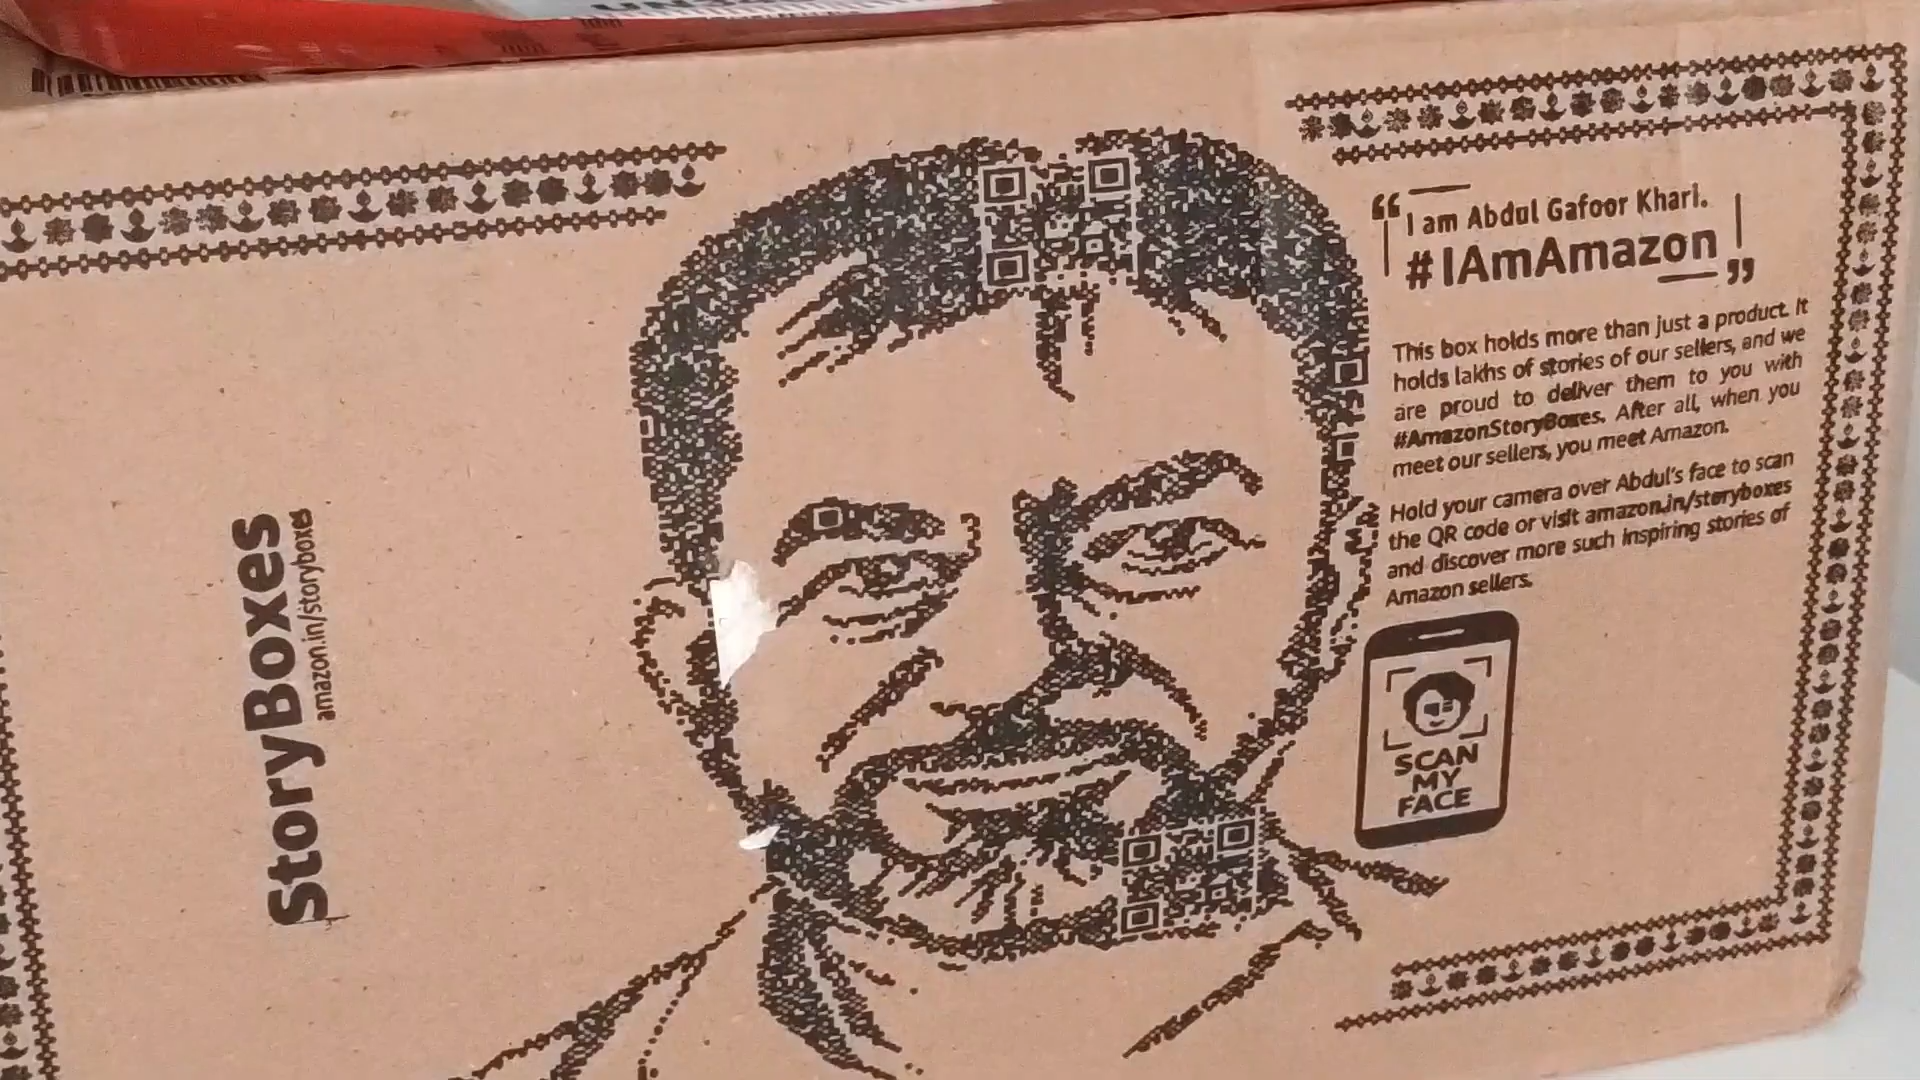 StoryBoxes
amazon.in/storyboxes
“ I am Abdul Gafoor Khari.
#IAmAmazon ”
This box holds more than just a product. It
holds lakhs of stories of our sellers, and we
are proud to deliver them to you with
#AmazonStoryBoxes. After all, when you
meet our sellers, you meet Amazon.
Hold your camera over Abdul's face to scan
the QR code or visit amazon.in/storyboxes
and discover more such inspiring stories of
Amazon sellers.
SCAN
MY
FACE